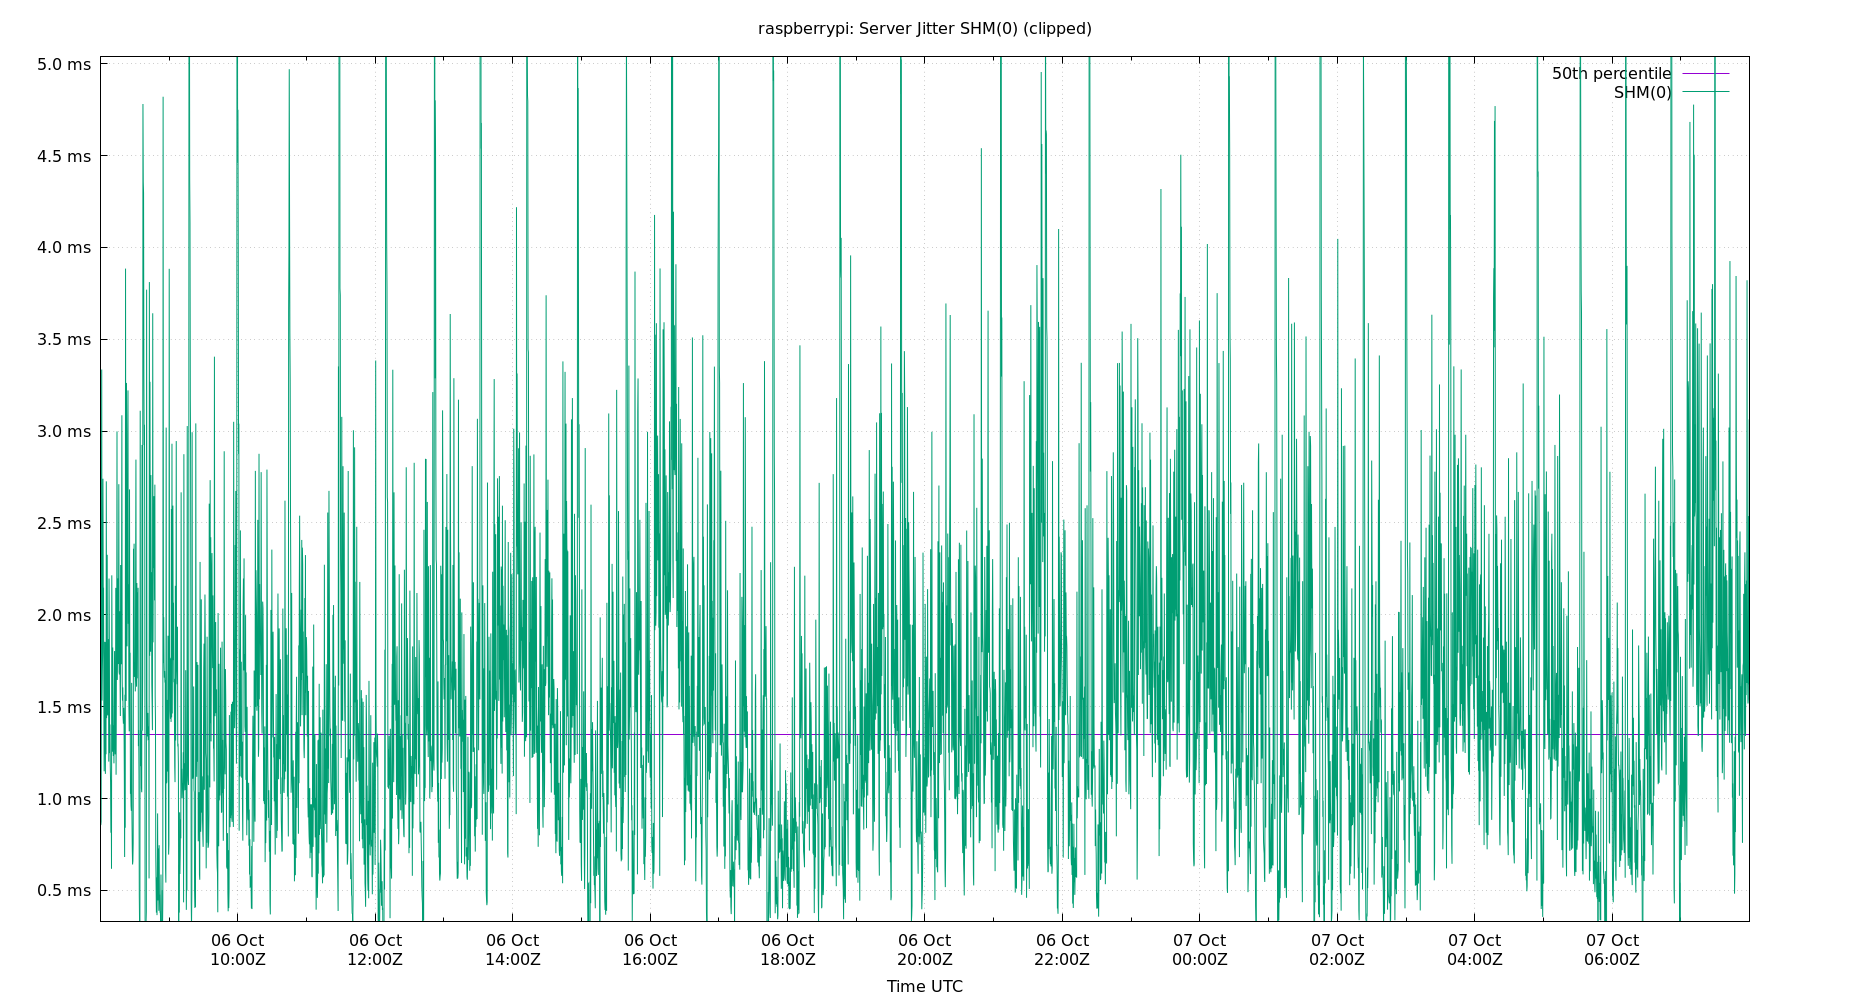 raspberrypi: Server Jitter SHM(0) (clipped)
5.0 ms
4.5 ms
4.0 ms
3.5 ms
3.0 ms
2.5 ms
2.0 ms
1.5 ms
1.0 ms
0.5 ms
50th percentile
SHM(0)
06 Oct 06 Oct 06 Oct 06 Oct 06 Oct 06 Oct 06 Oct 07 Oct 07 Oct 07 Oct 07 Oct
10:00Z 12:00Z 14:00Z 16:00Z 18:00Z 20:00Z 22:00Z 00:00Z 02:00Z 04:00Z 06:00Z
Time UTC